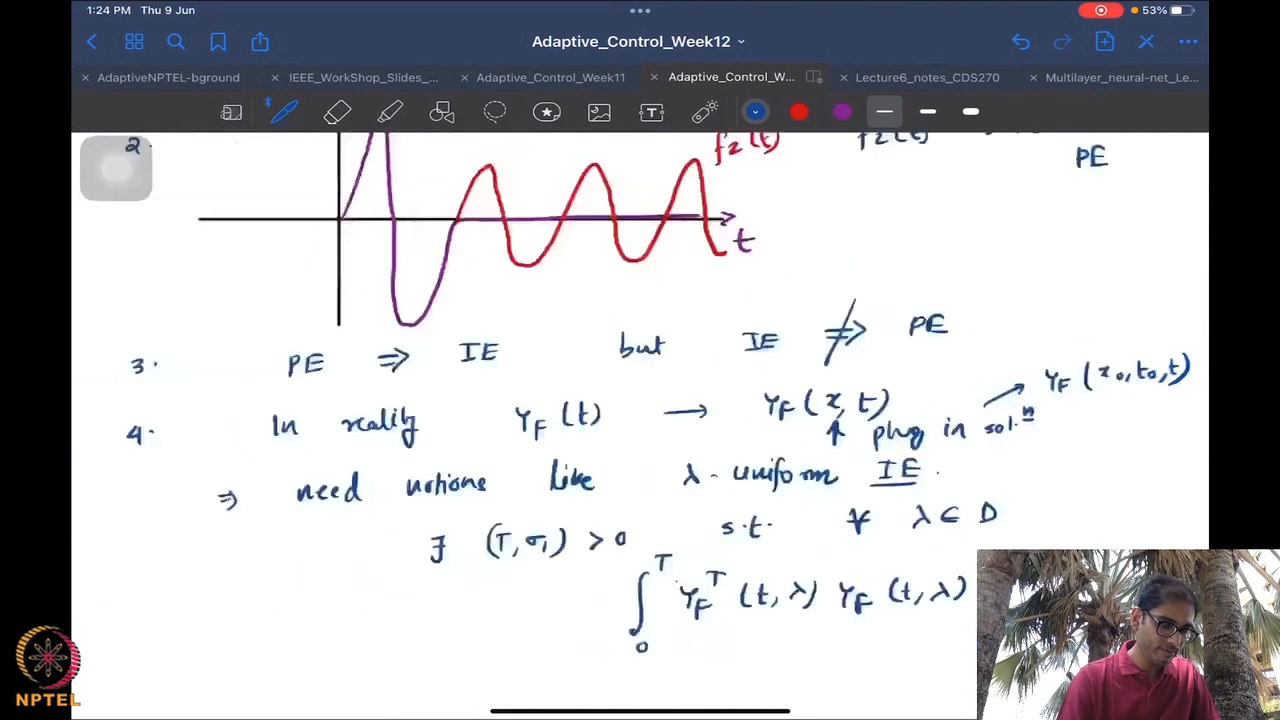 1:24 PM Thu 9 Jun
53%
Adaptive_Control_Week12
AdaptiveNPTEL-bground
IEEE_WorkShop_Slides_...
Adaptive_Control_Week11
Adaptive_Control_W...
Lecture6_notes_CDS270
Multilayer_neural-net_Le...
2.
f₂(t)
f₂(t)
PE
t
3. PE ⇒ IE but IE ⇏ PE
4. In reality Y_F(t) → Y_F(x, t) ↑ plug in sol.ⁿ → Y_F(x₀, t₀, t)
⇒ need notions like λ-uniform IE.
∃ (T, σ₁) > 0 s.t. ∀ λ ∈ D
∫₀ᵀ Y_Fᵀ(t, λ) Y_F(t, λ)
NPTEL